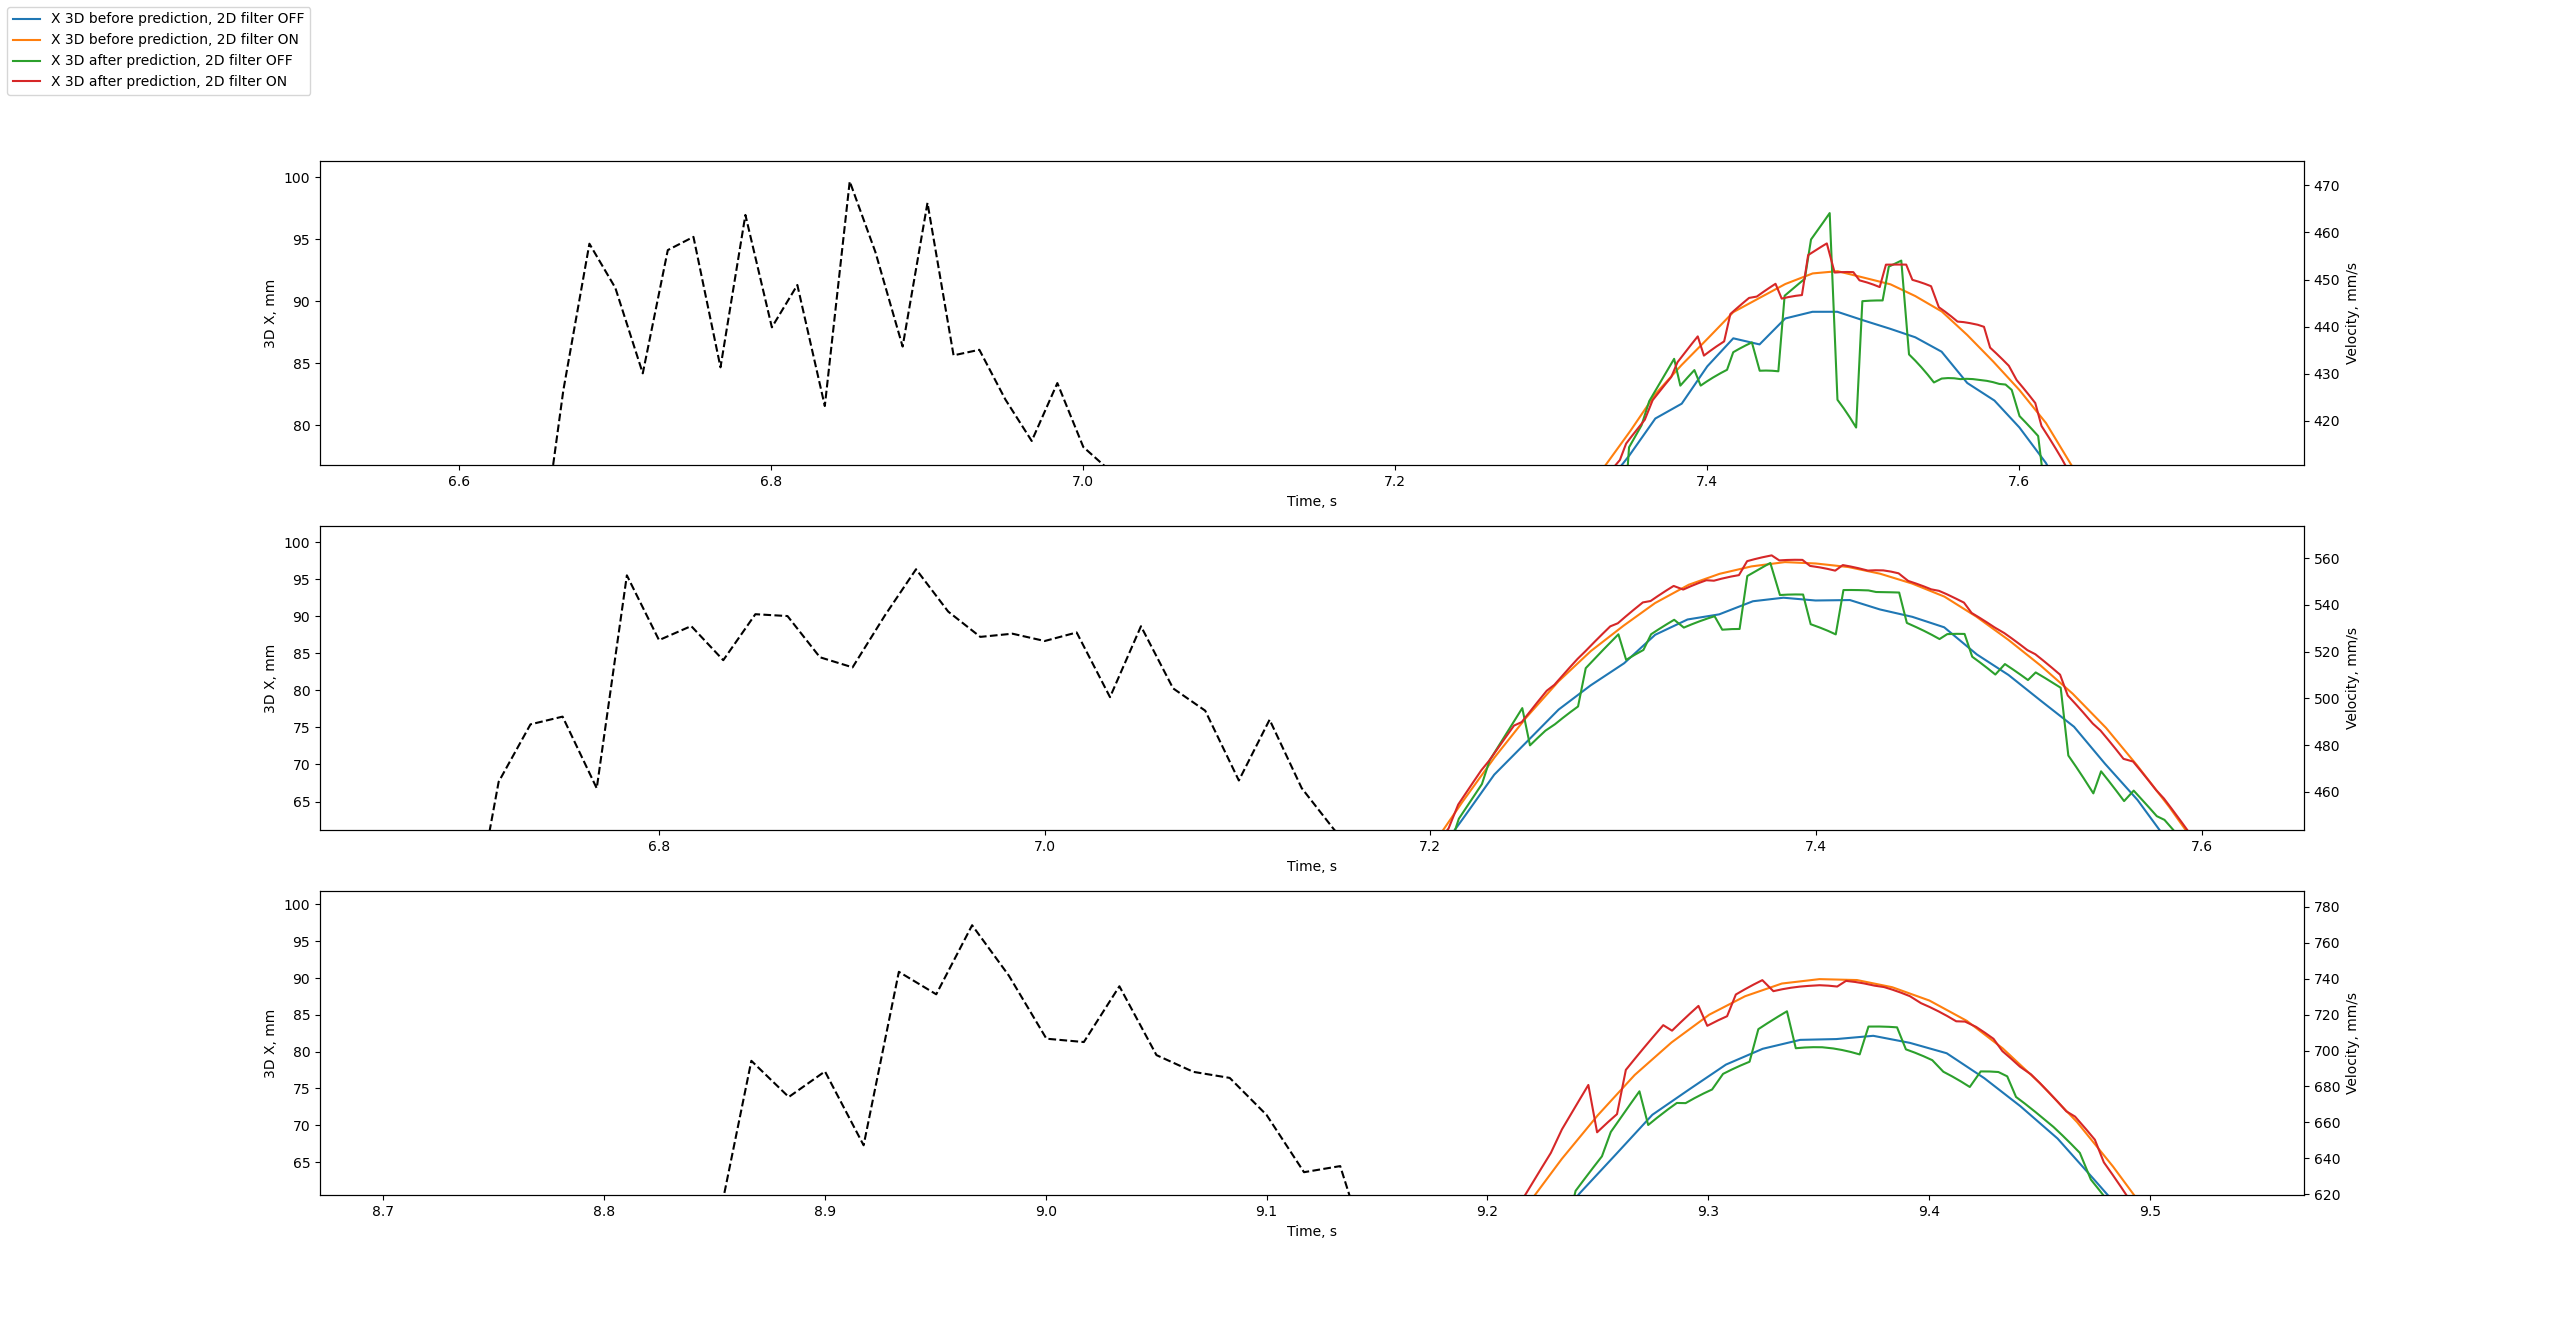 X 3D before prediction, 2D filter OFF
X 3D before prediction, 2D filter ON
X 3D after prediction, 2D filter OFF
X 3D after prediction, 2D filter ON
100
95
90
85
80
3D X, mm
470
460
450
440
430
420
Velocity, mm/s
6.6 6.8 7.0 7.2 7.4 7.6
Time, s
100
95
90
85
80
75
70
65
3D X, mm
560
540
520
500
480
460
Velocity, mm/s
6.8 7.0 7.2 7.4 7.6
Time, s
100
95
90
85
80
75
70
65
3D X, mm
780
760
740
720
700
680
660
640
620
Velocity, mm/s
8.7 8.8 8.9 9.0 9.1 9.2 9.3 9.4 9.5
Time, s